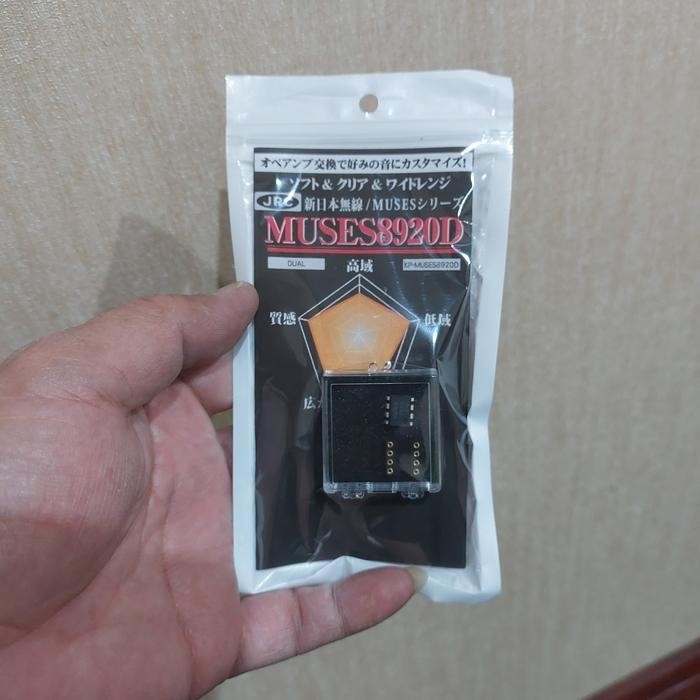 オペアンプ交換で好みの音にカスタマイズ!
ソフト&クリア&ワイドレンジ
JRC 新日本無線/MUSESシリーズ
MUSES8920D
DUAL
KP-MUSES8920D
高域
質感
低域
広